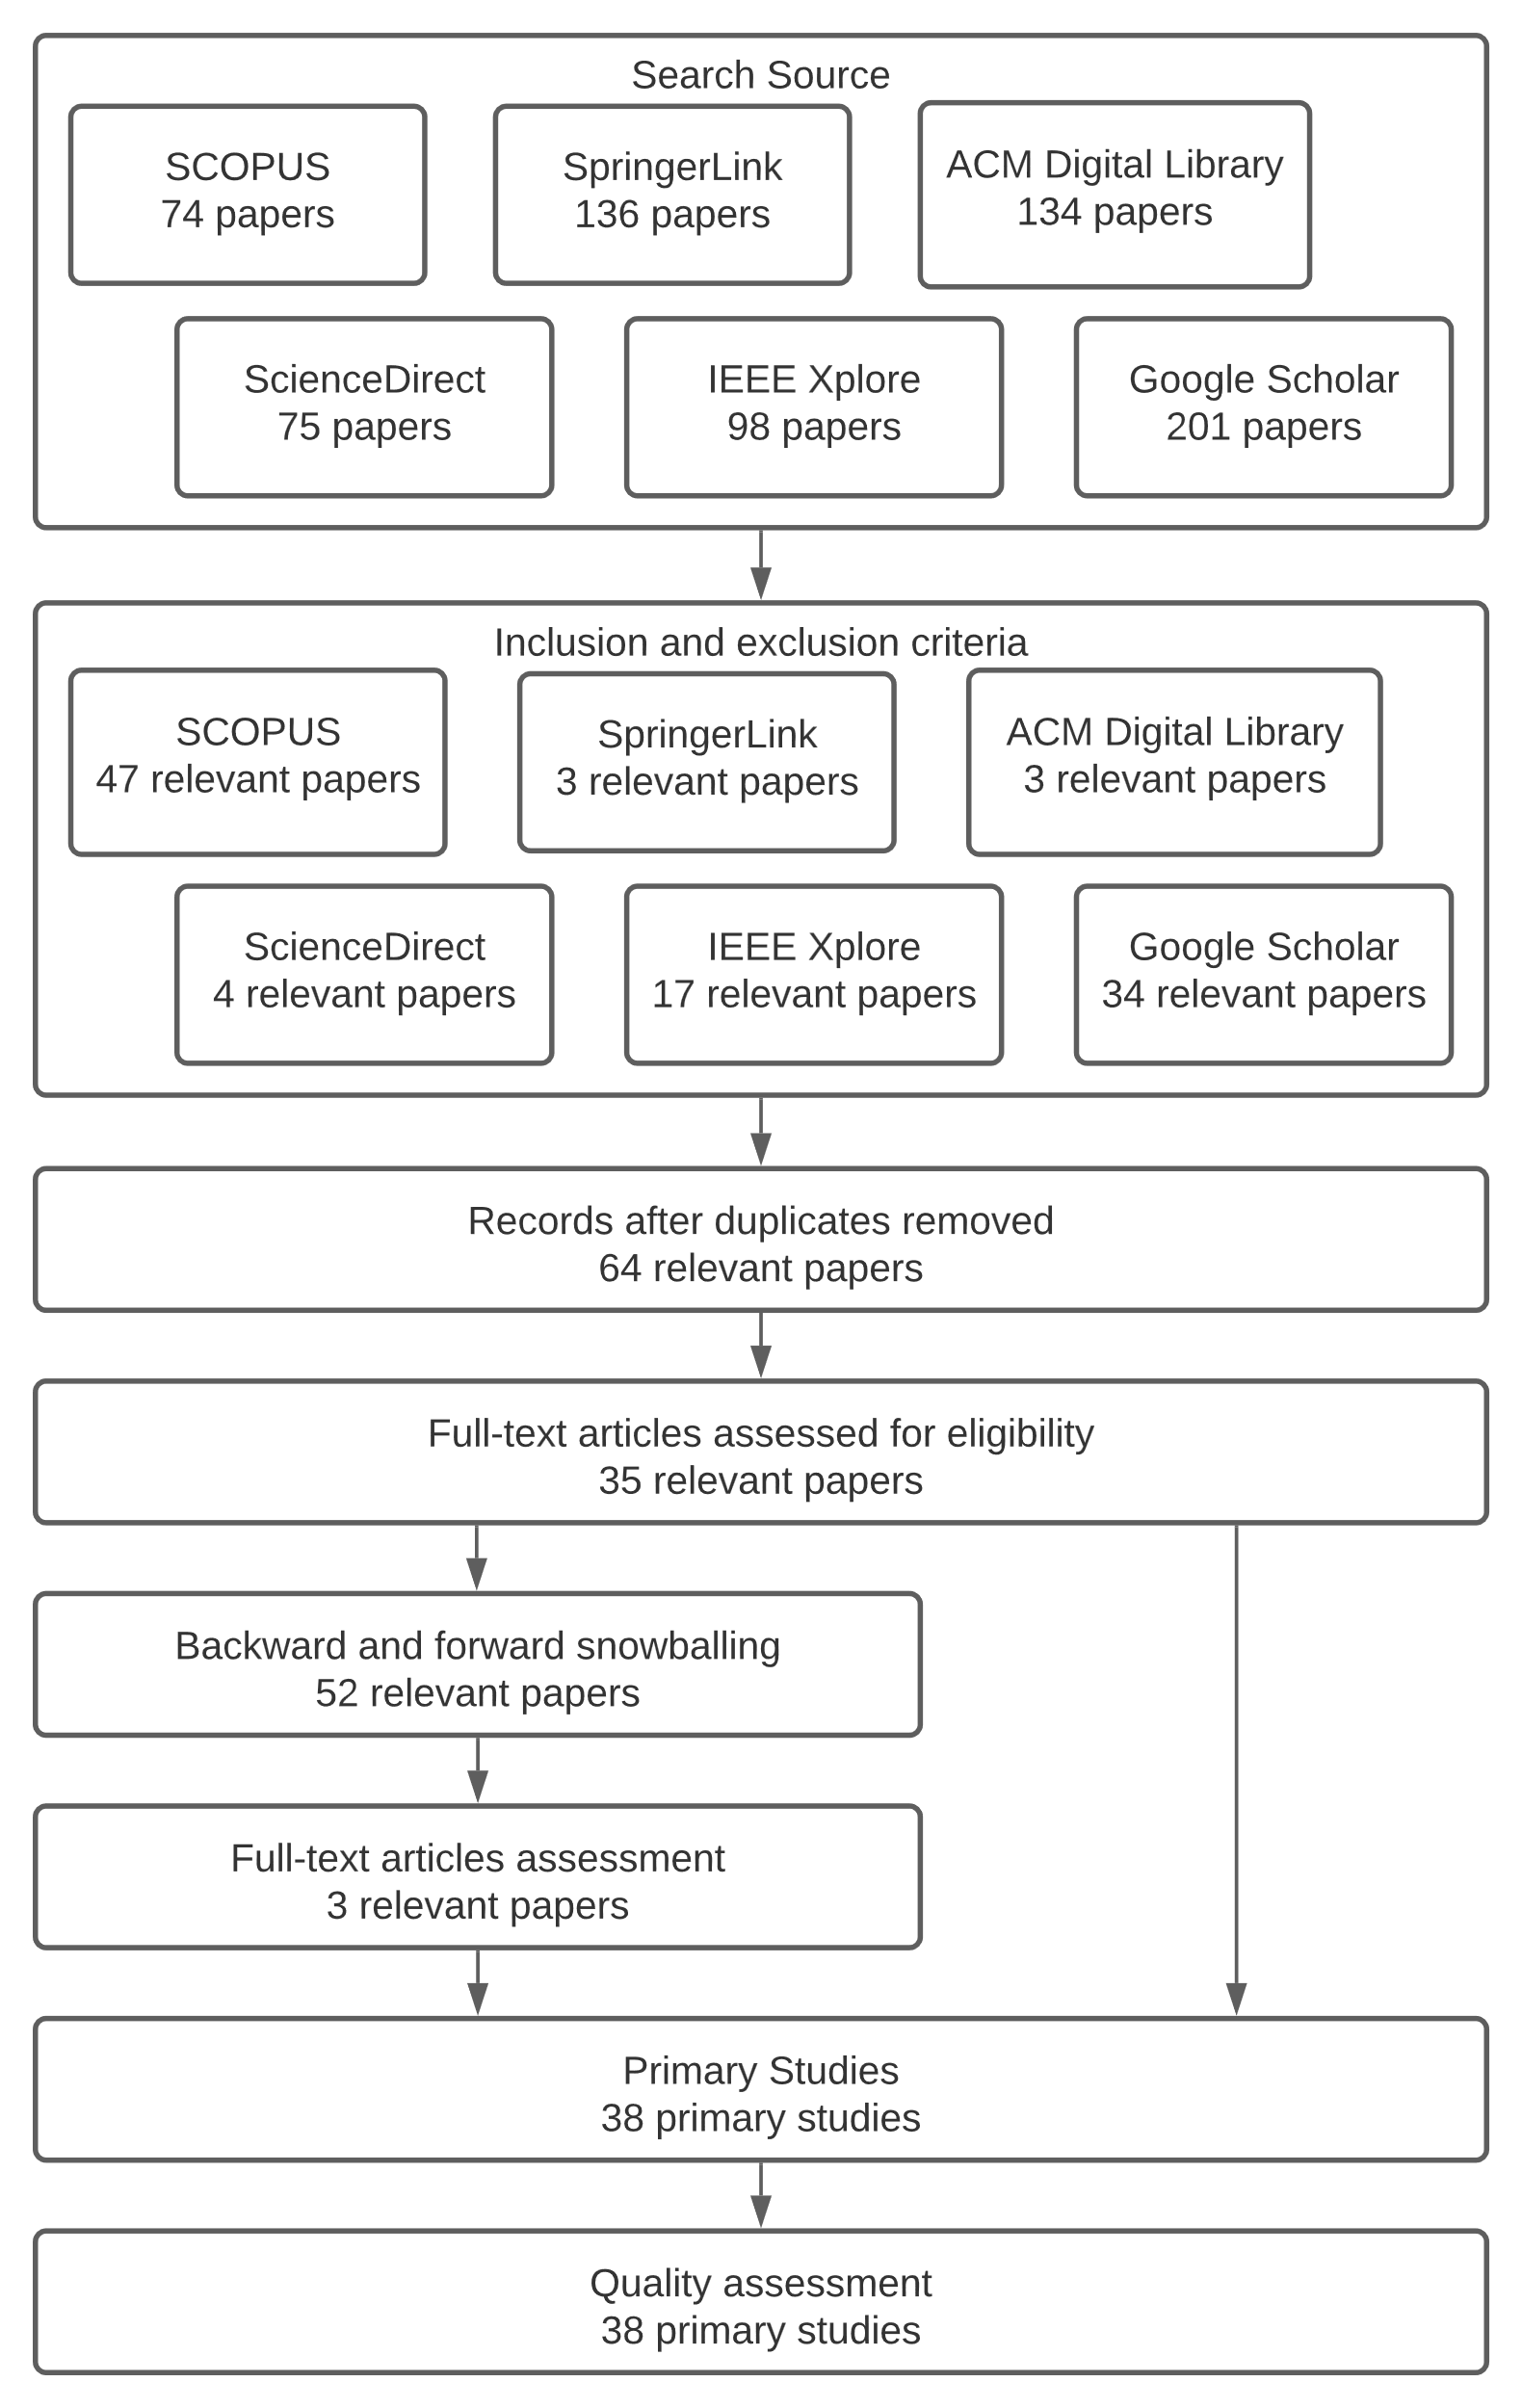 Search Source
SCOPUS
74 papers
SpringerLink
136 papers
ACM Digital Library
134 papers
ScienceDirect
75 papers
IEEE Xplore
98 papers
Google Scholar
201 papers
Inclusion and exclusion criteria
SCOPUS
47 relevant papers
SpringerLink
3 relevant papers
ACM Digital Library
3 relevant papers
ScienceDirect
4 relevant papers
IEEE Xplore
17 relevant papers
Google Scholar
34 relevant papers
Records after duplicates removed
64 relevant papers
Full-text articles assessed for eligibility
35 relevant papers
Backward and forward snowballing
52 relevant papers
Full-text articles assessment
3 relevant papers
Primary Studies
38 primary studies
Quality assessment
38 primary studies